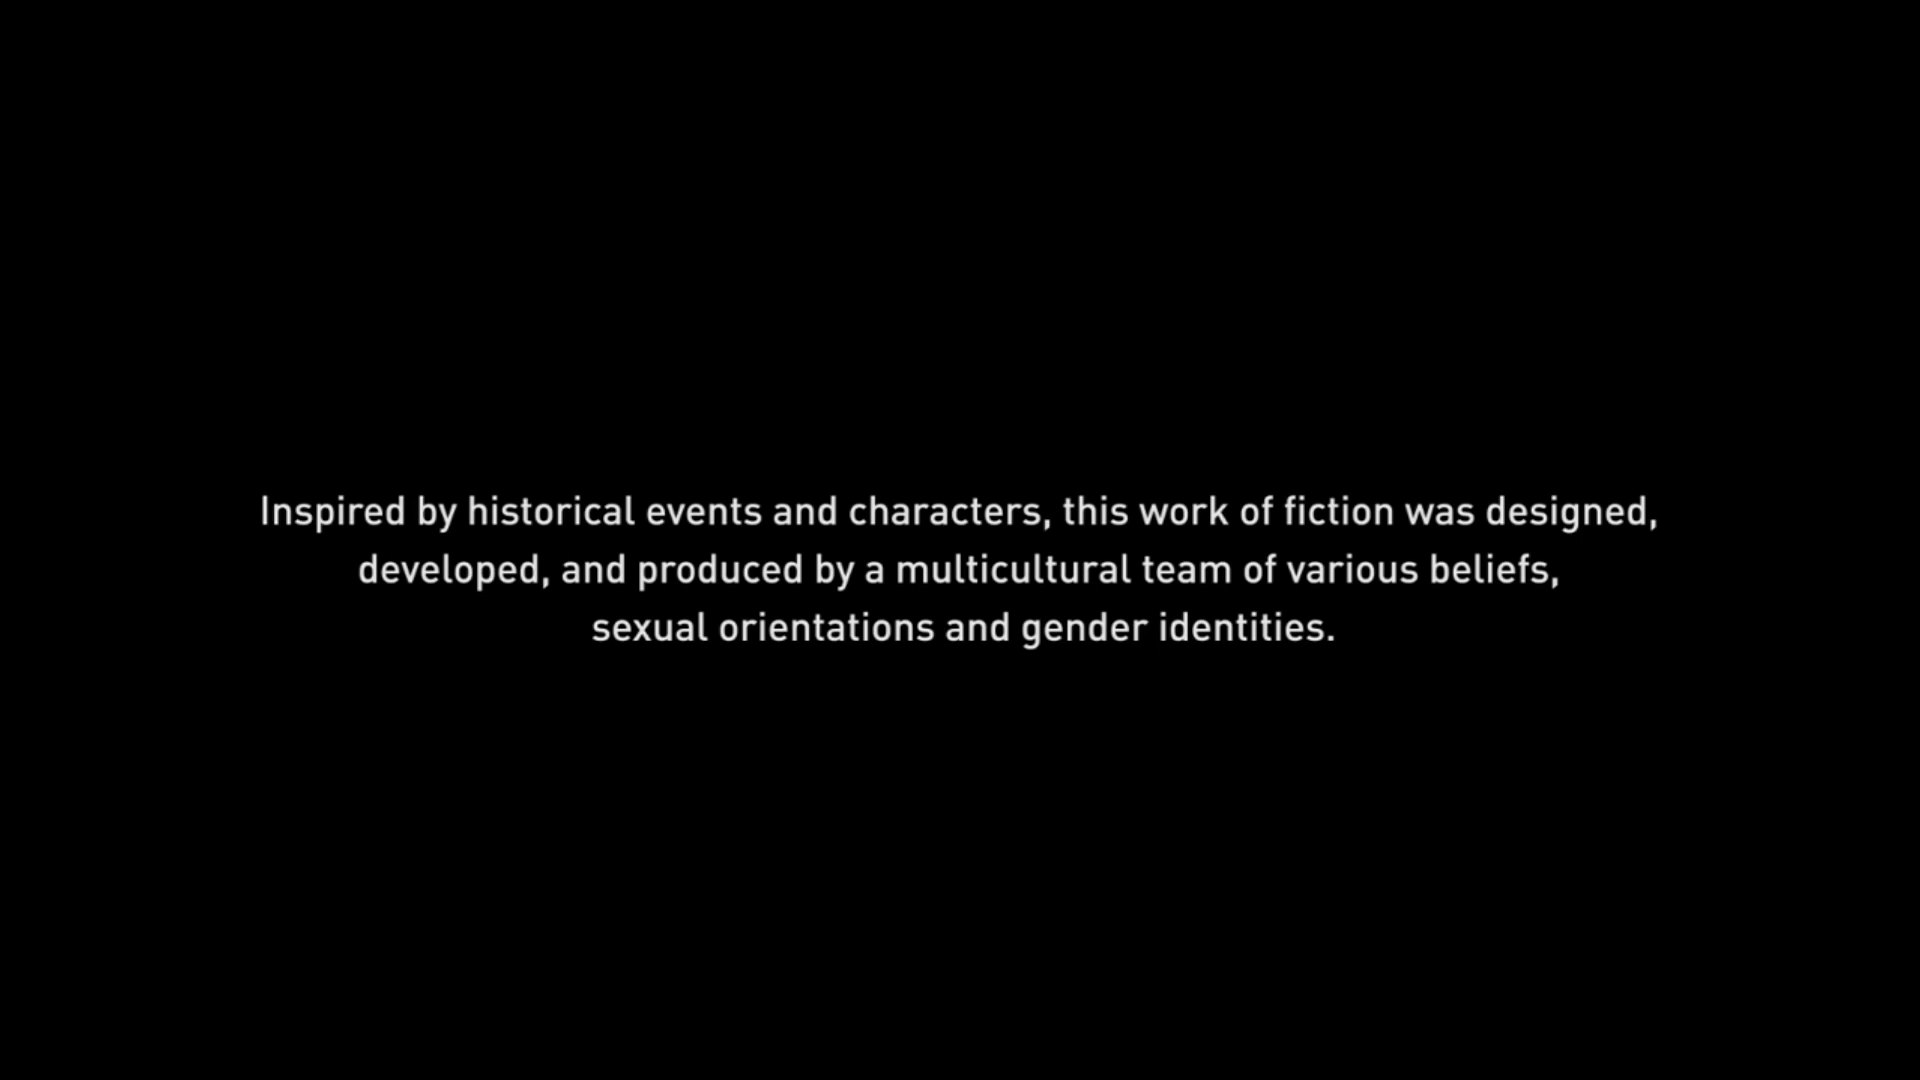 Inspired by historical events and characters, this work of fiction was designed,
developed, and produced by a multicultural team of various beliefs,
sexual orientations and gender identities.